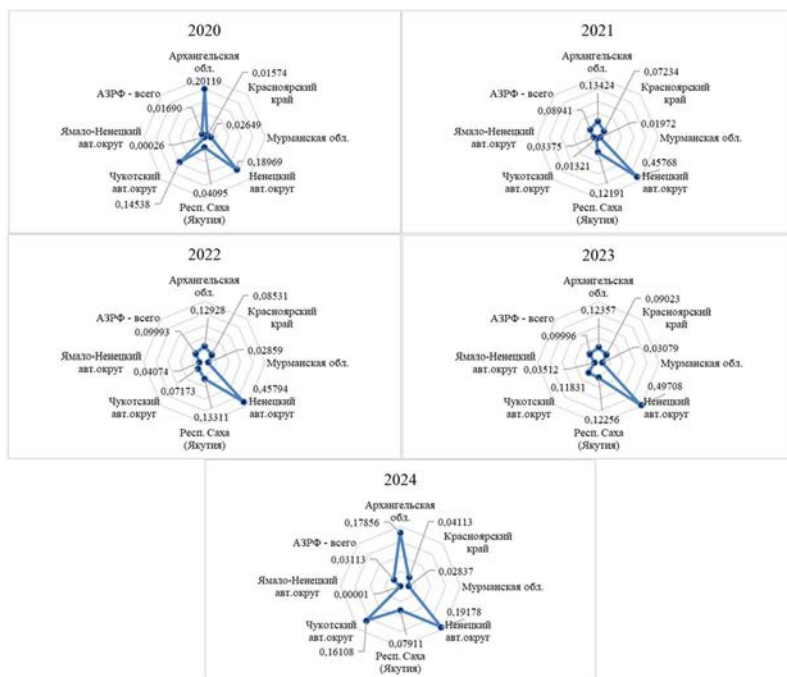 2020
Архангельская
обл.
0,20119
0,01574
Красноярский
край
АЗРФ - всего
0,01690
0,02649
Мурманская обл.
Ямало-Ненецкий
авт.округ
0,00026
0,18969
Ненецкий
авт.округ
Чукотский
авт.округ
0,14538
0,04095
Респ. Саха
(Якутия)
2021
Архангельская
обл.
0,13424
0,07234
Красноярский
край
АЗРФ - всего
0,08941
0,01972
Мурманская обл.
Ямало-Ненецкий
авт.округ
0,03375
0,45768
Ненецкий
авт.округ
Чукотский
авт.округ
0,01321
0,12191
Респ. Саха
(Якутия)
2022
Архангельская
обл.
0,12928
0,08531
Красноярский
край
АЗРФ - всего
0,09993
0,02859
Мурманская обл.
Ямало-Ненецкий
авт.округ
0,04074
0,45794
Ненецкий
авт.округ
Чукотский
авт.округ
0,07173
0,13311
Респ. Саха
(Якутия)
2023
Архангельская
обл.
0,12357
0,09023
Красноярский
край
АЗРФ - всего
0,09996
0,03079
Мурманская обл.
Ямало-Ненецкий
авт.округ
0,03512
0,49708
Ненецкий
авт.округ
Чукотский
авт.округ
0,11831
0,12256
Респ. Саха
(Якутия)
2024
Архангельская
обл.
0,17856
0,04113
Красноярский
край
АЗРФ - всего
0,03113
0,02837
Мурманская обл.
Ямало-Ненецкий
авт.округ
0,00001
0,19178
Ненецкий
авт.округ
Чукотский
авт.округ
0,16108
0,07911
Респ. Саха
(Якутия)